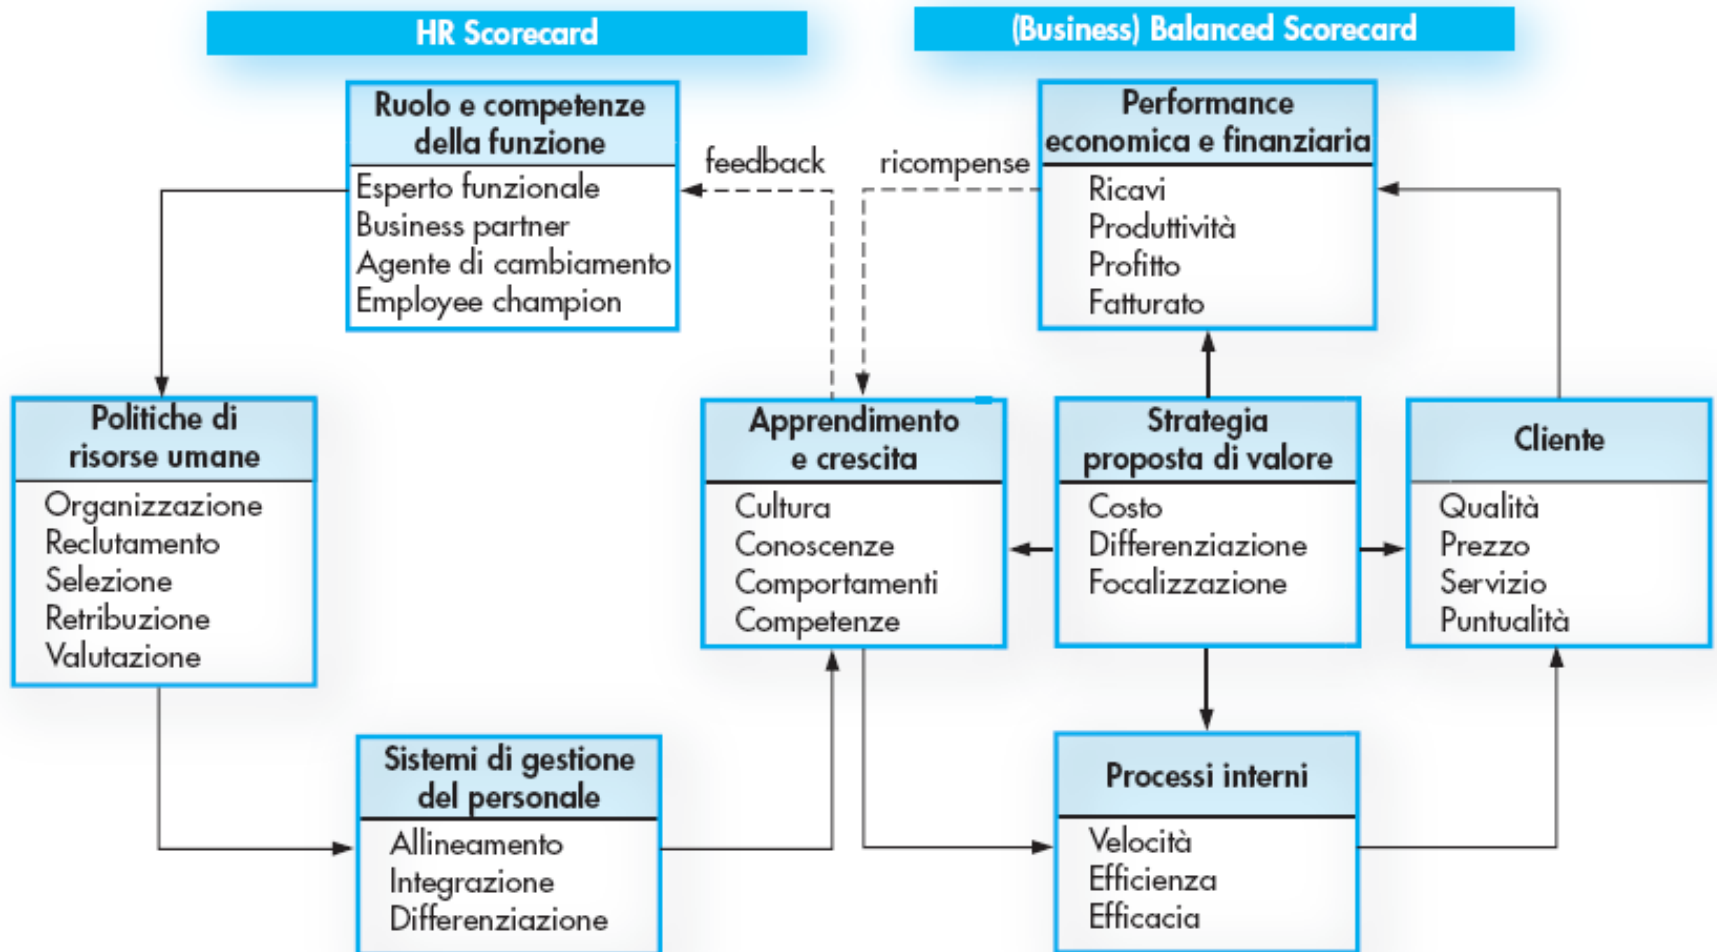 HR Scorecard
(Business) Balanced Scorecard
Ruolo e competenze
della funzione
Esperto funzionale
Business partner
Agente di cambiamento
Employee champion
feedback
ricompense
Performance
economica e finanziaria
Ricavi
Produttività
Profitto
Fatturato
Politiche di
risorse umane
Organizzazione
Reclutamento
Selezione
Retribuzione
Valutazione
Apprendimento
e crescita
Cultura
Conoscenze
Comportamenti
Competenze
Strategia
proposta di valore
Costo
Differenziazione
Focalizzazione
Cliente
Qualità
Prezzo
Servizio
Puntualità
Sistemi di gestione
del personale
Allineamento
Integrazione
Differenziazione
Processi interni
Velocità
Efficienza
Efficacia